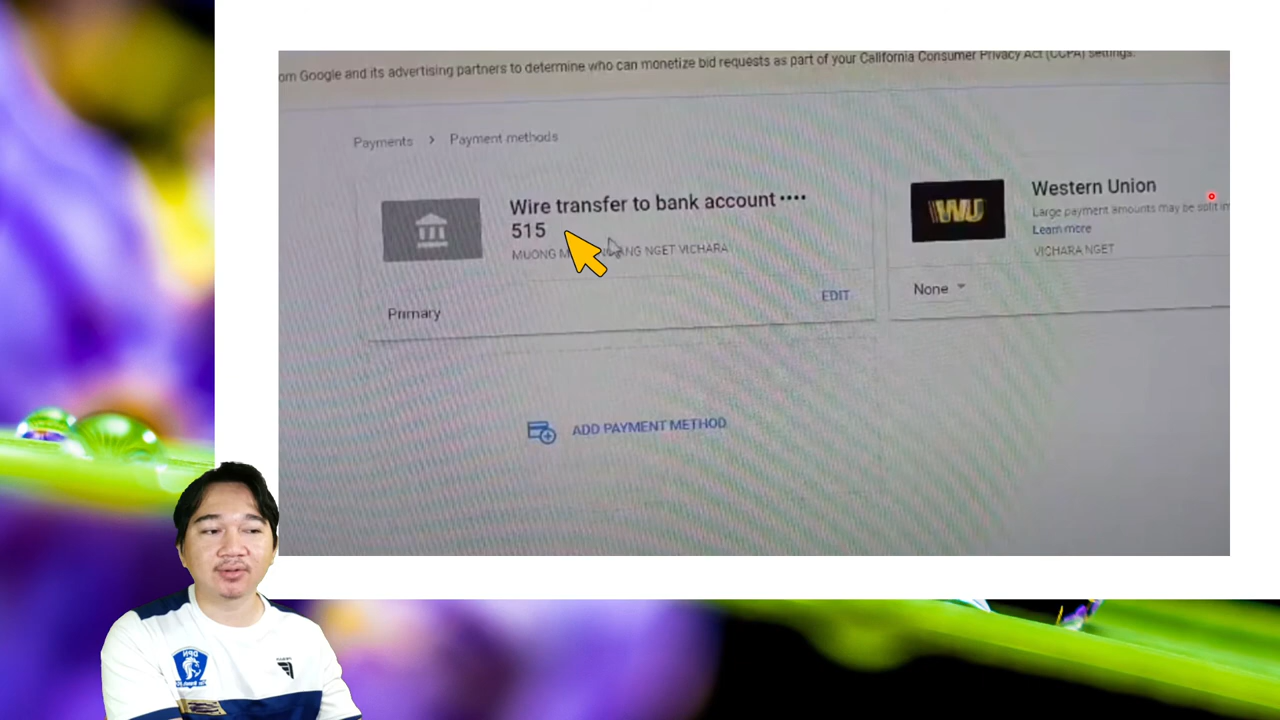 om Google and its advertising partners to determine who can monetize bid requests as part of your California Consumer Privacy Act (CCPA) settings.
Payments > Payment methods
Wire transfer to bank account ••••
515
MUONG NGET VICHARA
Primary
EDIT
WU
Western Union
Large payment amounts may be split in
Learn more
VICHARA NGET
None
ADD PAYMENT METHOD